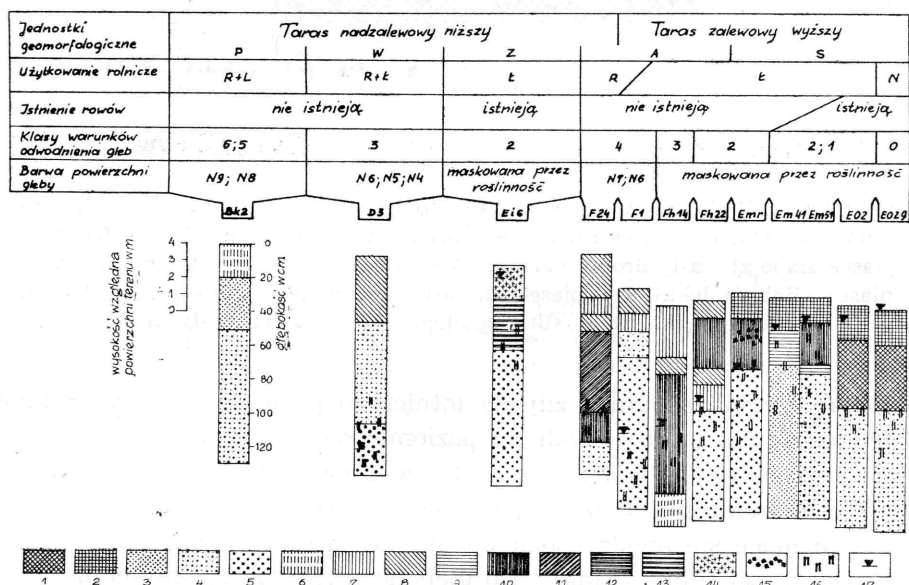 Jednostki geomorfologiczne
Taras nadzalewowy niższy
Taras zalewowy wyższy
P W Z A S
Użytkowanie rolnicze
R+L R+Ł Ł R Ł N
Istnienie rowów
nie istnieją istnieją nie istnieją istnieją
Klasy warunków odwodnienia gleb
6;5 3 2 4 3 2 2;1 0
Barwa powierzchni gleby
N9; N8 N6; N5; N4 maskowana przez roślinność N7; N6 maskowana przez roślinność
Bk2 D3 Ei6 F24 F1 Fh14 Fh22 Emr Em41 Em51 E02 E029
wysokość względna powierzchni terenu w m
4
3
2
1
0
głębokość w cm
0
20
40
60
80
100
120
1 2 3 4 5 6 7 8 9 10 11 12 13 14 15 16 17